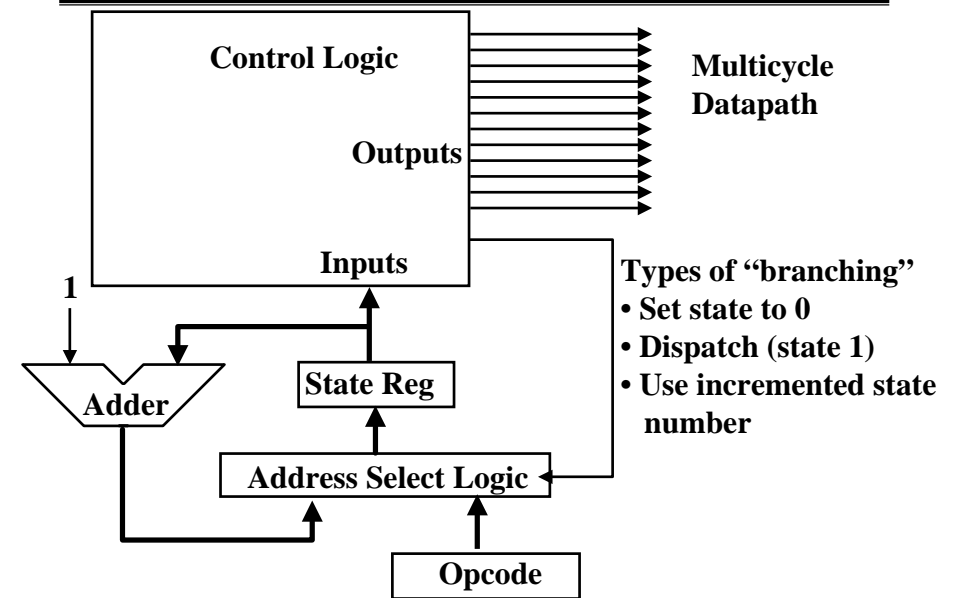 Control Logic
Multicycle
Datapath
Outputs
Inputs
1
Types of “branching”
• Set state to 0
• Dispatch (state 1)
• Use incremented state
number
State Reg
Adder
Address Select Logic
Opcode